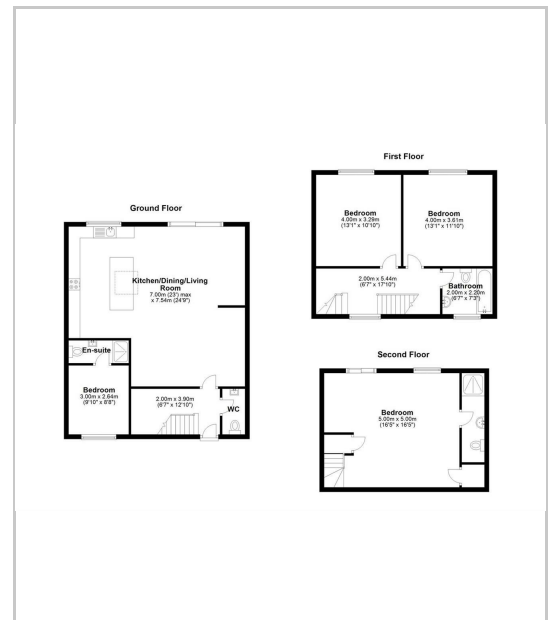 Ground Floor
Kitchen/Dining/Living
Room
7.00m (23') max
x 7.54m (24'9")
En-suite
Bedroom
3.00m x 2.64m
(9'10" x 8'8")
2.00m x 3.90m
(6'7" x 12'10")
WC
First Floor
Bedroom
4.00m x 3.29m
(13'1" x 10'10")
Bedroom
4.00m x 3.61m
(13'1" x 11'10")
2.00m x 5.44m
(6'7" x 17'10")
Bathroom
2.00m x 2.20m
(6'7" x 7'3")
Second Floor
Bedroom
5.00m x 5.00m
(16'5" x 16'5")